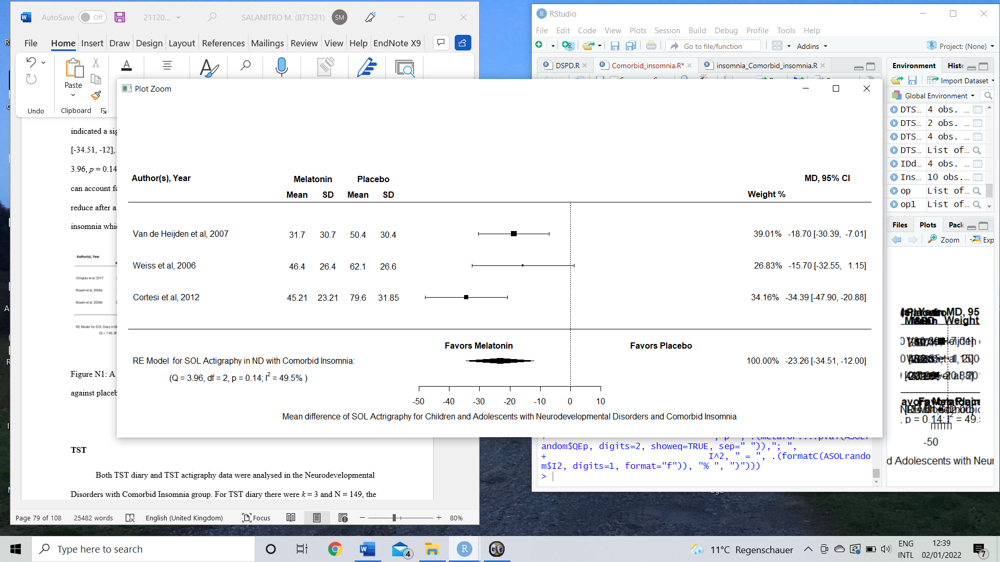 AutoSave Off 21120... SALANITRO M. (871321) SM
File Home Insert Draw Design Layout References Mailings Review View Help EndNote X9
Paste
Undo Clipboard
indicated a sig
[-34.51, -12],
3.96, p = 0.14
can account fo
reduce after a
insomnia whic
Author(s), Year
Gringras et al, 2017
Braam et al, 2008a
Braam et al, 2008b
RE Model for SOL Diary in N
(Q = 1.40, df
Figure N1: A
against placeb
TST
Both TST diary and TST actigraphy data were analysed in the Neurodevelopmental
Disorders with Comorbid Insomnia group. For TST diary there were k = 3 and N = 149, the
Page 79 of 108 25482 words English (United Kingdom) Focus 80%
Plot Zoom
Author(s), Year Melatonin Placebo MD, 95% CI
Mean SD Mean SD Weight %
Van de Heijden et al, 2007 31.7 30.7 50.4 30.4 39.01% -18.70 [-30.39, -7.01]
Weiss et al, 2006 46.4 26.4 62.1 26.6 26.83% -15.70 [-32.55, 1.15]
Cortesi et al, 2012 45.21 23.21 79.6 31.85 34.16% -34.39 [-47.90, -20.88]
Favors Melatonin Favors Placebo
RE Model for SOL Actigraphy in ND with Comorbid Insomnia: 100.00% -23.26 [-34.51, -12.00]
(Q = 3.96, df = 2, p = 0.14; I2 = 49.5% )
-50 -40 -30 -20 -10 0 10
Mean difference of SOL Actrigraphy for Children and Adolescents with Neurodevelopmental Disorders and Comorbid Insomnia
RStudio
File Edit Code View Plots Session Build Debug Profile Tools Help
Go to file/function Addins Project: (None)
DSPD.R Comorbid_insomnia.R* insomnia_Comorbid_insomnia.R
Environment Histc
Import Dataset
Global Environment
DTS... 4 obs. ...
DTS... 2 obs. ...
DTS... 4 obs. ...
DTS... List of...
IDd... 4 obs. ...
Ins... 10 obs....
op List of...
op1 List of...
Files Plots Pack
Zoom Exp
-50
d Adolescents with Neur
andom$QEp, digits=2, showeq=TRUE, sep=" ")),"; ",
+ I^2, " = ", .(formatC(ASOLrando
m$I2, digits=1, format="f")), "% ", ")")))
>
Type here to search
4
11°C Regenschauer
ENG
INTL
12:39
02/01/2022
7